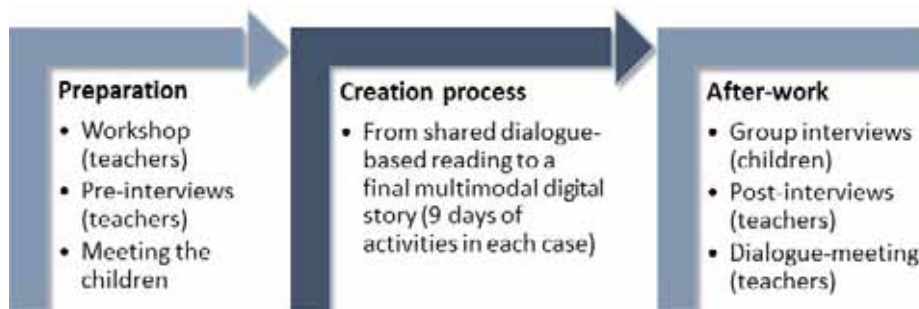 Preparation
• Workshop
(teachers)
• Pre-interviews
(teachers)
• Meeting the
children
Creation process
• From shared dialogue-
based reading to a
final multimodal digital
story (9 days of
activities in each case)
After-work
• Group interviews
(children)
• Post-interviews
(teachers)
• Dialogue-meeting
(teachers)